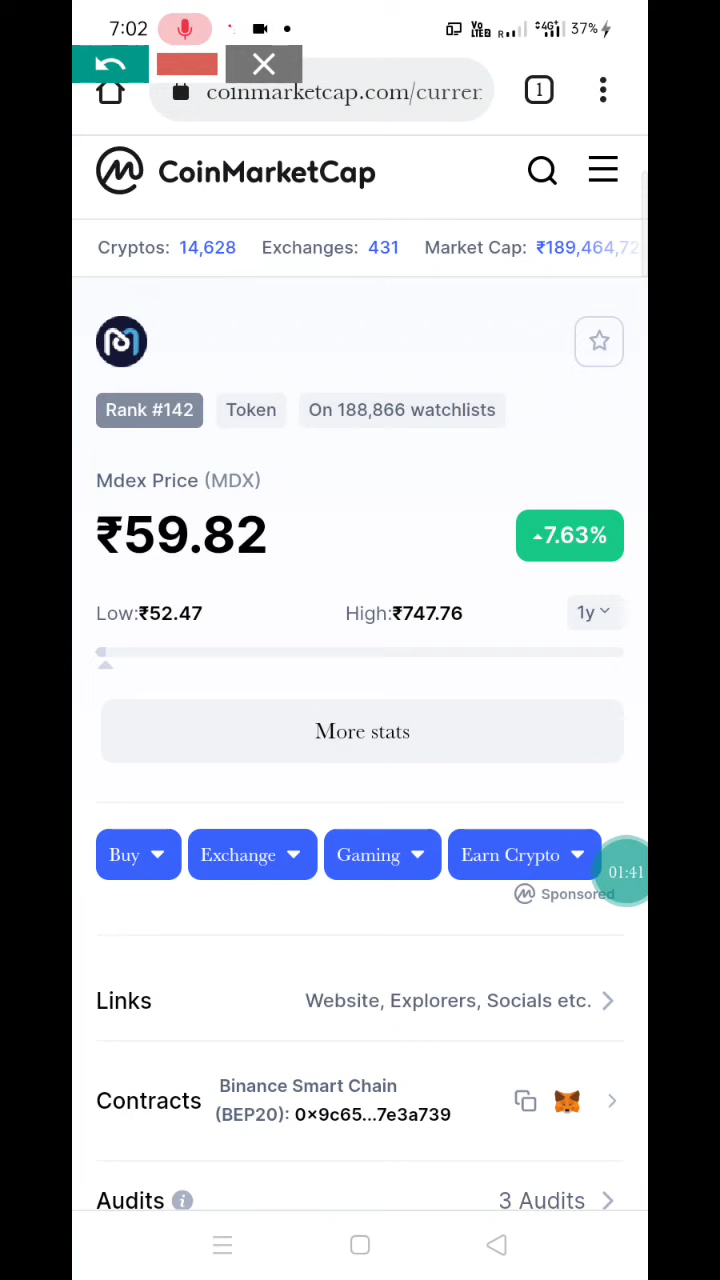 7:02
Vo LTE2 R 4G+ 37%
coinmarketcap.com/curren
1
CoinMarketCap
Cryptos: 14,628 Exchanges: 431 Market Cap: ₹189,464,72
Rank #142 Token On 188,866 watchlists
Mdex Price (MDX)
₹59.82
7.63%
Low:₹52.47 High:₹747.76 1y
More stats
Buy Exchange Gaming Earn Crypto
01:41
Sponsored
Links Website, Explorers, Socials etc.
Contracts Binance Smart Chain
(BEP20): 0x9c65...7e3a739
Audits i 3 Audits